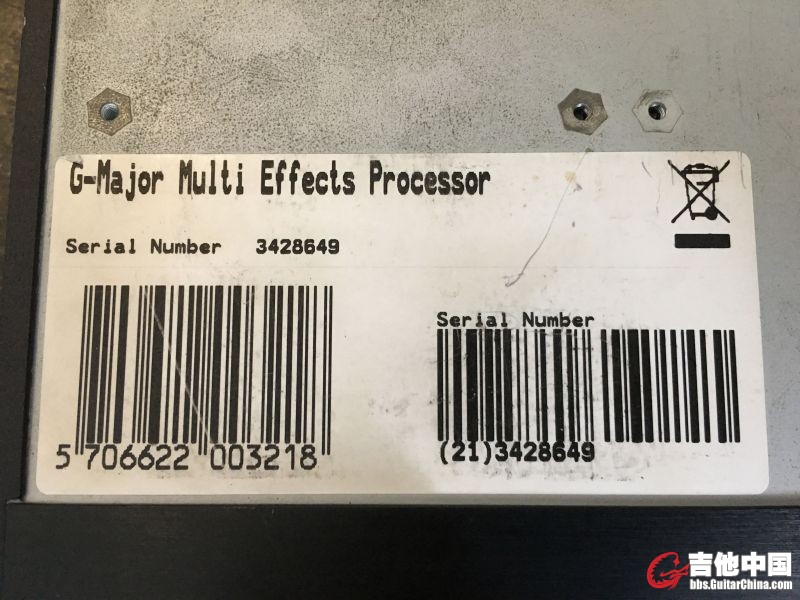 G-Major Multi Effects Processor
Serial Number 3428649
Serial Number
5 706622 003218
(21)3428649
吉他中国
bbs.GuitarChina.com